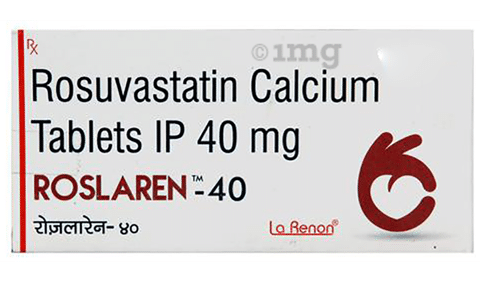 ©1mg
Rx
Rosuvastatin Calcium
Tablets IP 40 mg
ROSLAREN™-40
रोज़लारेन- ४०
La Renon®